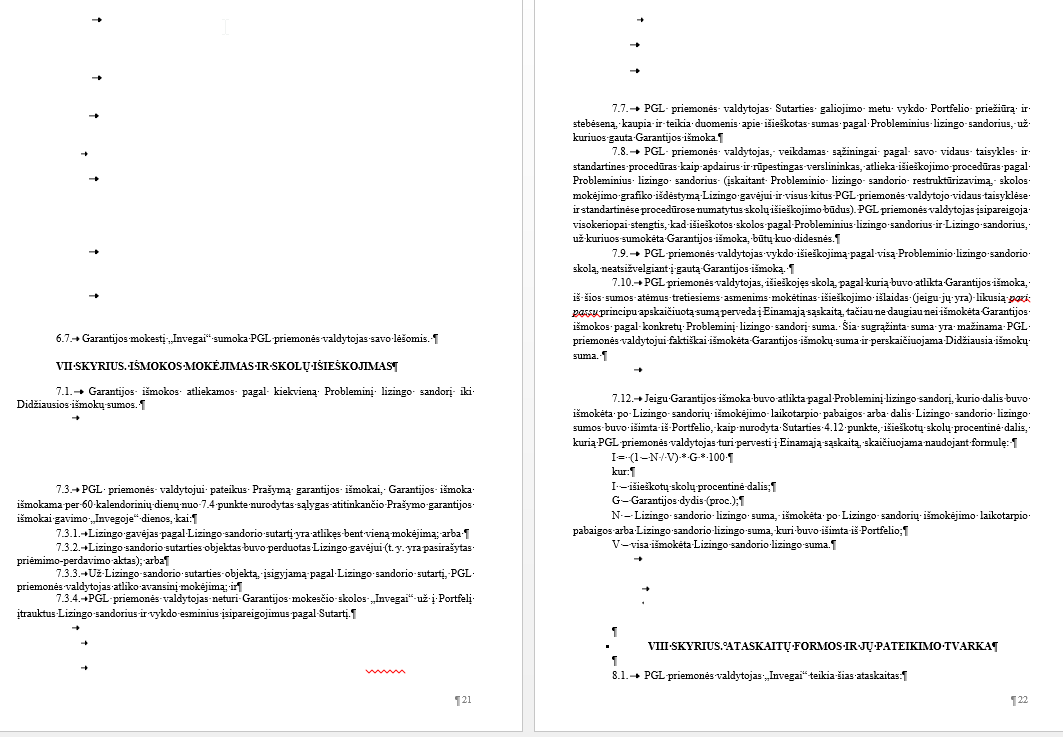 6.7. Garantijos mokestį „Invegai“ sumoka PGL priemonės valdytojas savo lėšomis. ¶
VII SKYRIUS. IŠMOKOS MOKĖJIMAS IR SKOLŲ IŠIEŠKOJIMAS¶
7.1. Garantijos išmokos atliekamos pagal kiekvieną Probleminį lizingo sandorį iki
Didžiausios išmokų sumos. ¶
7.3. PGL priemonės valdytojui pateikus Prašymą garantijos išmokai, Garantijos išmoka
išmokama per 60 kalendorinių dienų nuo 7.4 punkte nurodytas sąlygas atitinkančio Prašymo garantijos
išmokai gavimo „Invegoje“ dienos, kai:¶
7.3.1. Lizingo gavėjas pagal Lizingo sandorio sutartį yra atlikęs bent vieną mokėjimą; arba ¶
7.3.2. Lizingo sandorio sutarties objektas buvo perduotas Lizingo gavėjui (t. y. yra pasirašytas
priėmimo-perdavimo aktas); arba¶
7.3.3. Už Lizingo sandorio sutarties objektą, įsigyjamą pagal Lizingo sandorio sutartį, PGL
priemonės valdytojas atliko avansinį mokėjimą; ir¶
7.3.4. PGL priemonės valdytojas neturi Garantijos mokesčio skolos „Invegai“ už į Portfelį
įtrauktus Lizingo sandorius ir vykdo esminius įsipareigojimus pagal Sutartį.¶
¶ 21
7.7. PGL priemonės valdytojas Sutarties galiojimo metu vykdo Portfelio priežiūrą ir
stebėseną, kaupia ir teikia duomenis apie išieškotas sumas pagal Probleminius lizingo sandorius, už
kuriuos gauta Garantijos išmoka.¶
7.8. PGL priemonės valdytojas, veikdamas sąžiningai pagal savo vidaus taisykles ir
standartines procedūras kaip apdairus ir rūpestingas verslininkas, atlieka išieškojimo procedūras pagal
Probleminius lizingo sandorius (įskaitant Probleminio lizingo sandorio restruktūrizavimą, skolos
mokėjimo grafiko išdėstymą Lizingo gavėjui ir visus kitus PGL priemonės valdytojo vidaus taisyklėse
ir standartinėse procedūrose numatytus skolų išieškojimo būdus). PGL priemonės valdytojas įsipareigoja
visokeriopai stengtis, kad išieškotos skolos pagal Probleminius lizingo sandorius ir Lizingo sandorius,
už kuriuos sumokėta Garantijos išmoka, būtų kuo didesnės.¶
7.9. PGL priemonės valdytojas vykdo išieškojimą pagal visą Probleminio lizingo sandorio
skolą, neatsižvelgiant į gautą Garantijos išmoką. ¶
7.10. PGL priemonės valdytojas, išieškojęs skolą, pagal kurią buvo atlikta Garantijos išmoka,
iš šios sumos atėmus tretiesiems asmenims mokėtinas išieškojimo išlaidas (jeigu jų yra) likusią pari
passu principu apskaičiuotą sumą perveda į Einamąją sąskaitą, tačiau ne daugiau nei išmokėta Garantijos
išmokos pagal konkretų Probleminį lizingo sandorį suma. Šia sugrąžinta suma yra mažinama PGL
priemonės valdytojui faktiškai išmokėta Garantijos išmokų suma ir perskaičiuojama Didžiausia išmokų
suma. ¶
7.12. Jeigu Garantijos išmoka buvo atlikta pagal Probleminį lizingo sandorį, kurio dalis buvo
išmokėta po Lizingo sandorių išmokėjimo laikotarpio pabaigos arba dalis Lizingo sandorio lizingo
sumos buvo išimta iš Portfelio, kaip nurodyta Sutarties 4.12 punkte, išieškotų skolų procentinė dalis,
kurią PGL priemonės valdytojas turi pervesti į Einamąją sąskaitą, skaičiuojama naudojant formulę: ¶
I = (1 – N / V) * G * 100 ¶
kur:¶
I – išieškotų skolų procentinė dalis;¶
G – Garantijos dydis (proc.);¶
N – Lizingo sandorio lizingo suma, išmokėta po Lizingo sandorių išmokėjimo laikotarpio
pabaigos arba Lizingo sandorio lizingo suma, kuri buvo išimta iš Portfelio;¶
V – visa išmokėta Lizingo sandorio lizingo suma.¶
¶
VIII SKYRIUS. ATASKAITŲ FORMOS IR JŲ PATEIKIMO TVARKA¶
¶
8.1. PGL priemonės valdytojas „Invegai“ teikia šias ataskaitas:¶
¶ 22